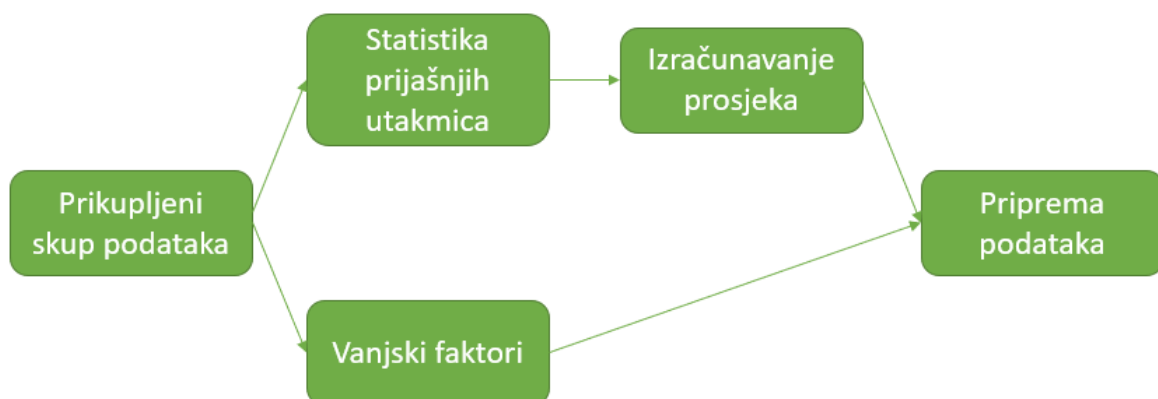 Statistika
prijašnjih
utakmica
Izračunavanje
prosjeka
Prikupljeni
skup podataka
Priprema
podataka
Vanjski faktori